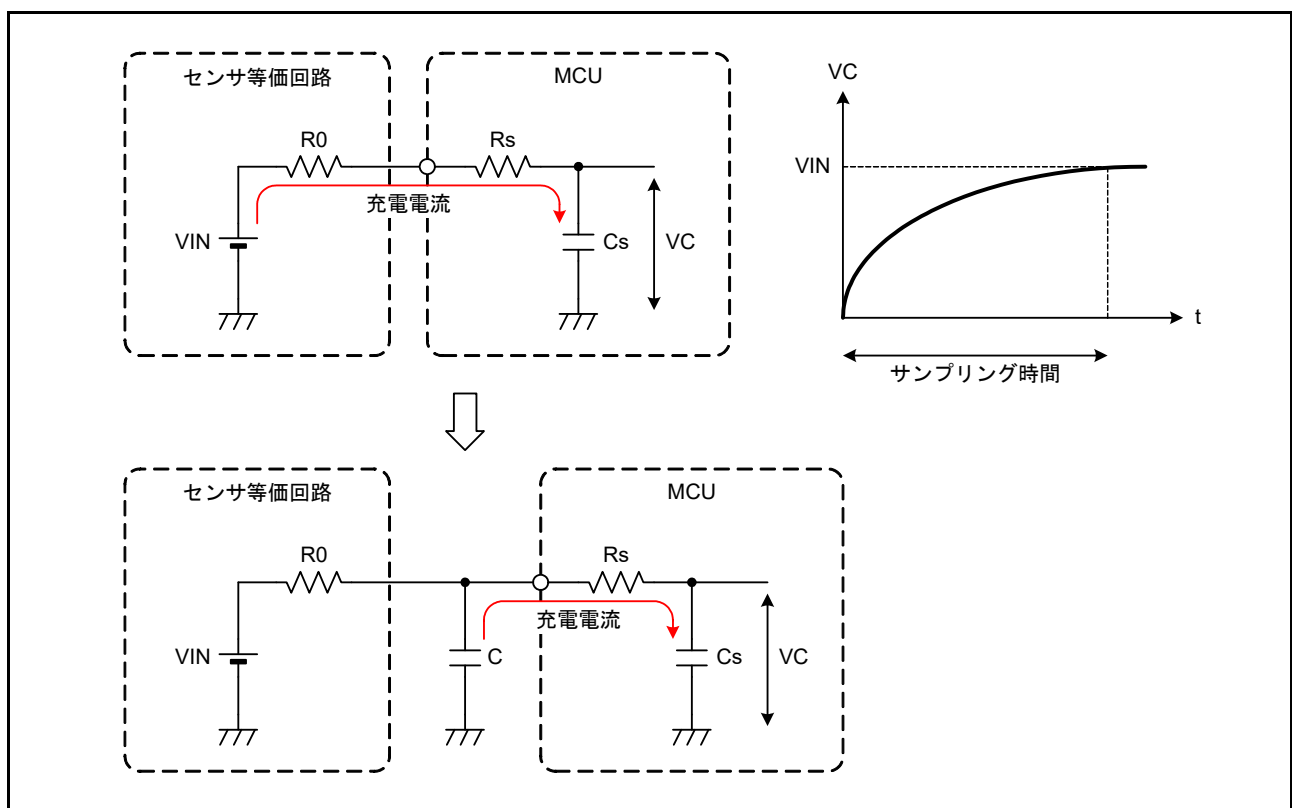 センサ等価回路
MCU
R0
Rs
充電電流
VIN
Cs
VC
VC
VIN
t
サンプリング時間
センサ等価回路
MCU
R0
Rs
充電電流
VIN
C
Cs
VC